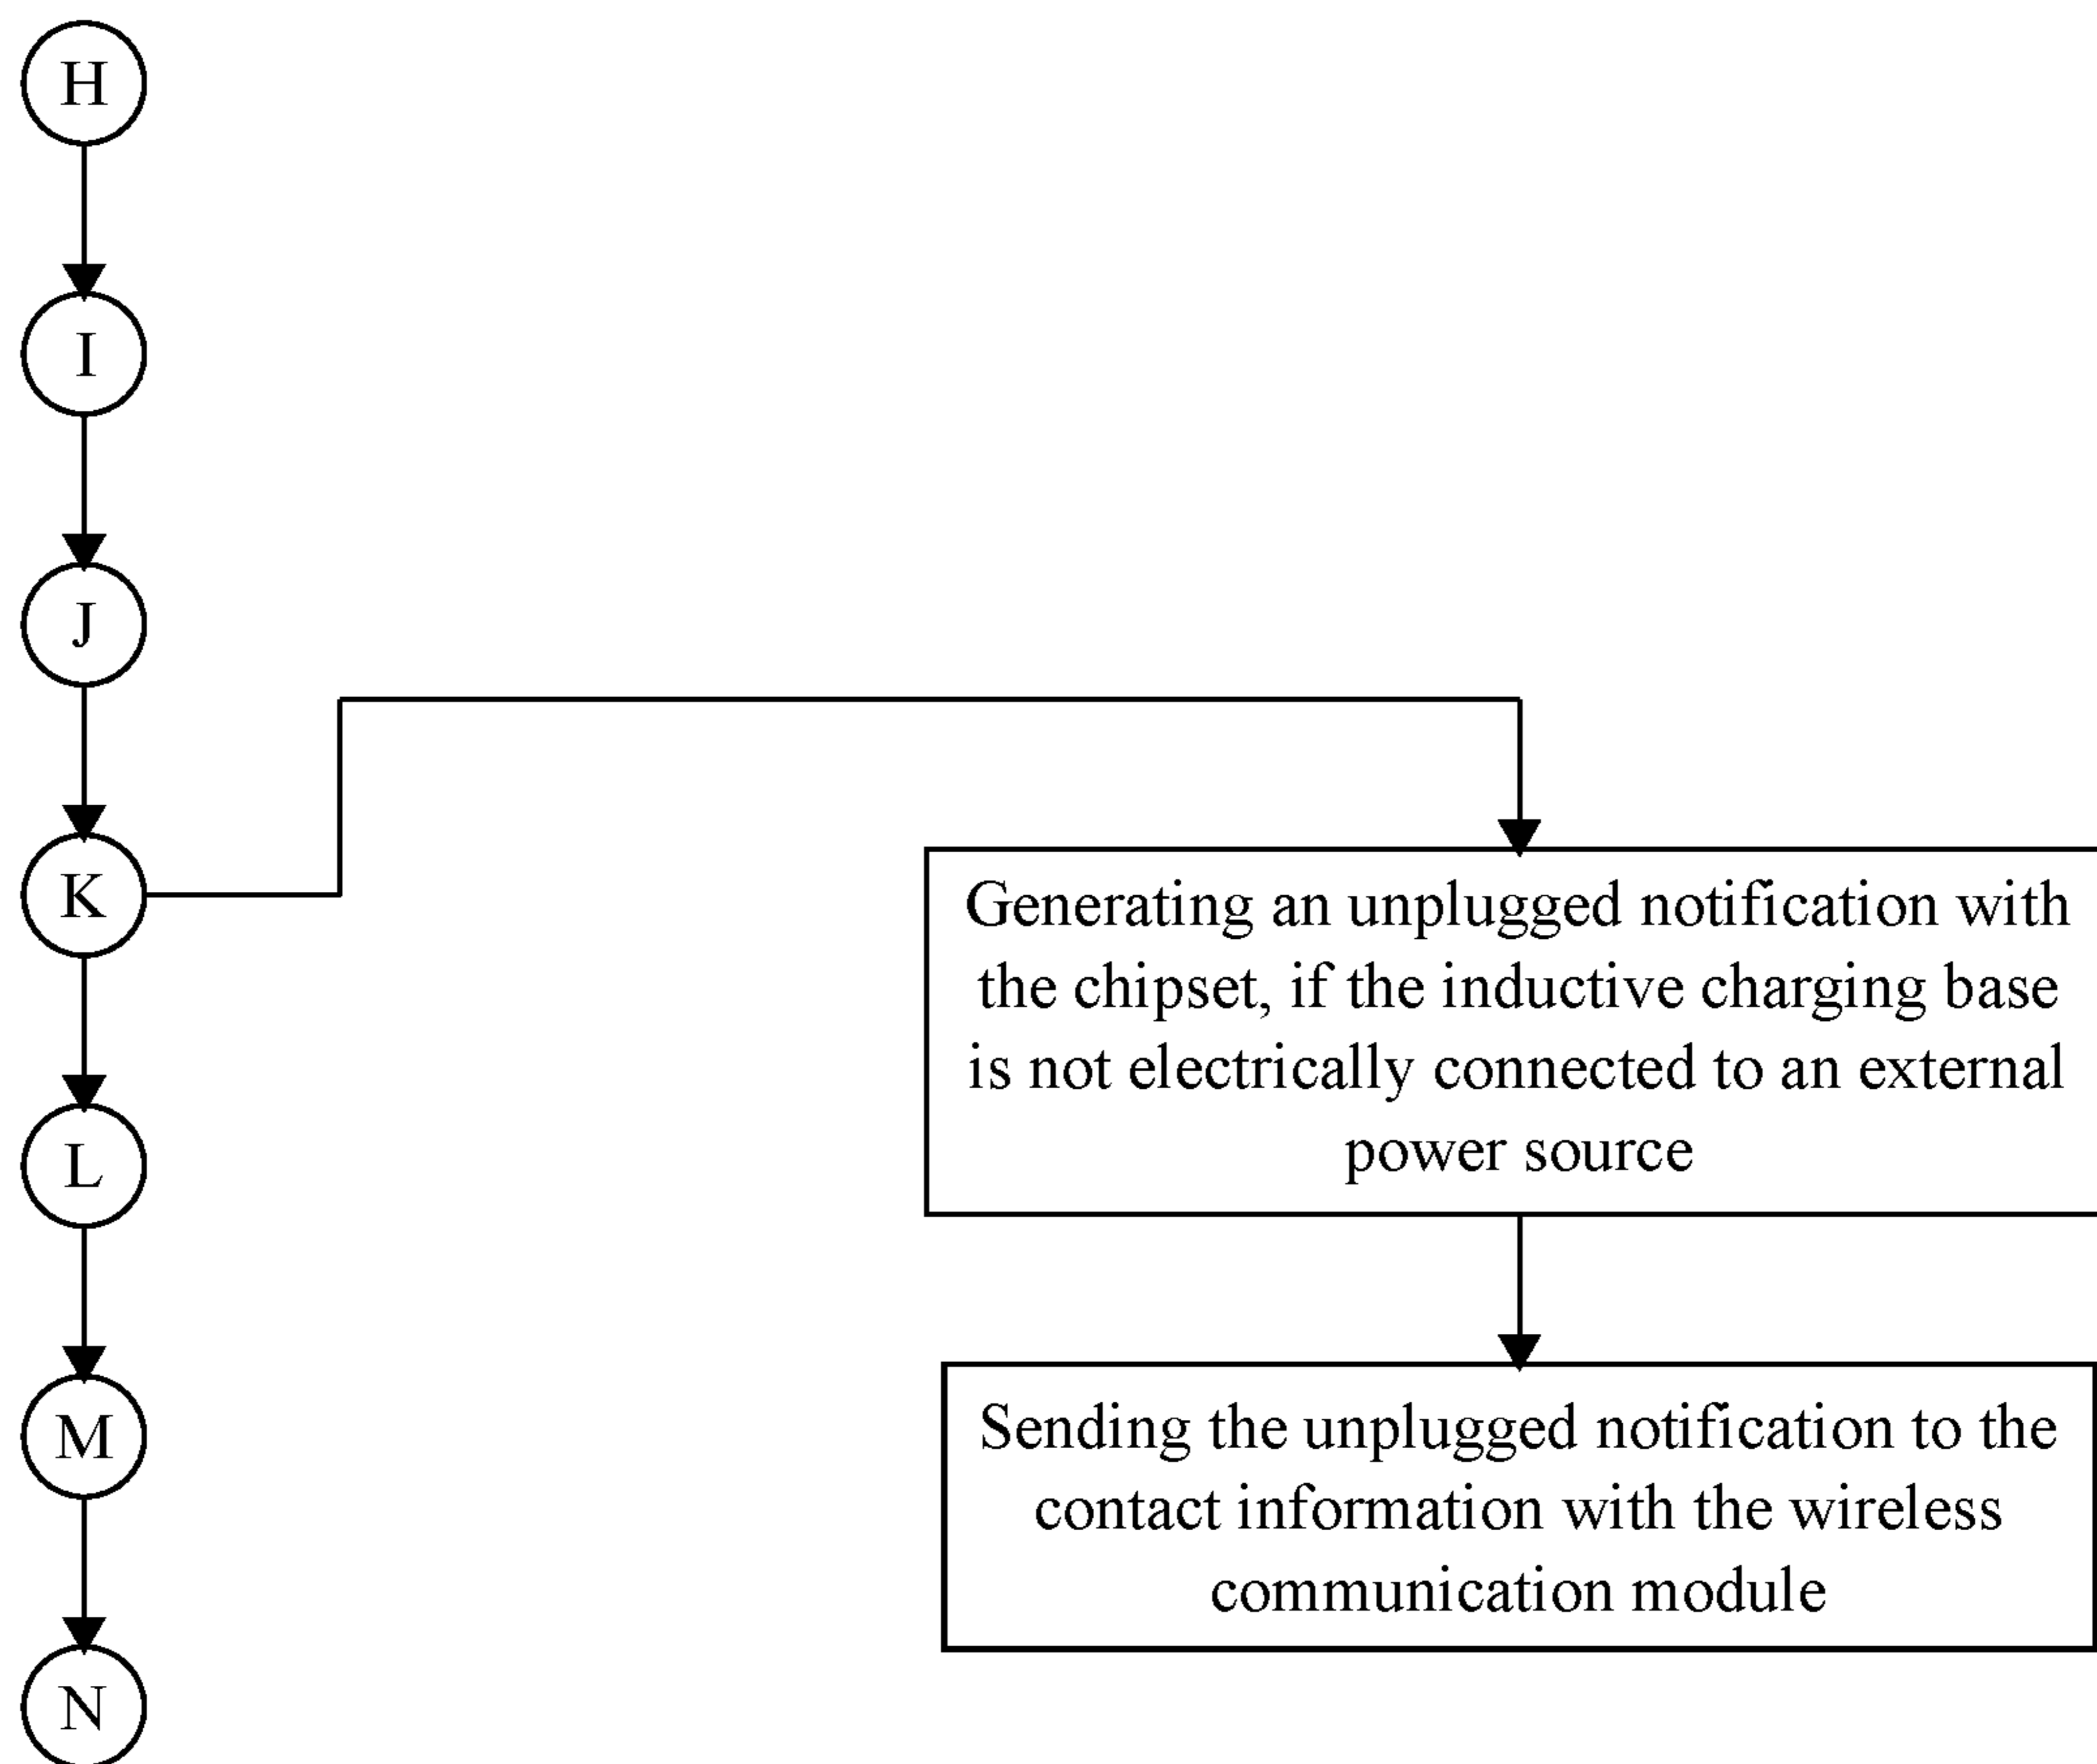 H
I
J
K
Generating an unplugged notification with
the chipset, if the inductive charging base
is not electrically connected to an external
power source
L
Sending the unplugged notification to the
contact information with the wireless
communication module
M
N